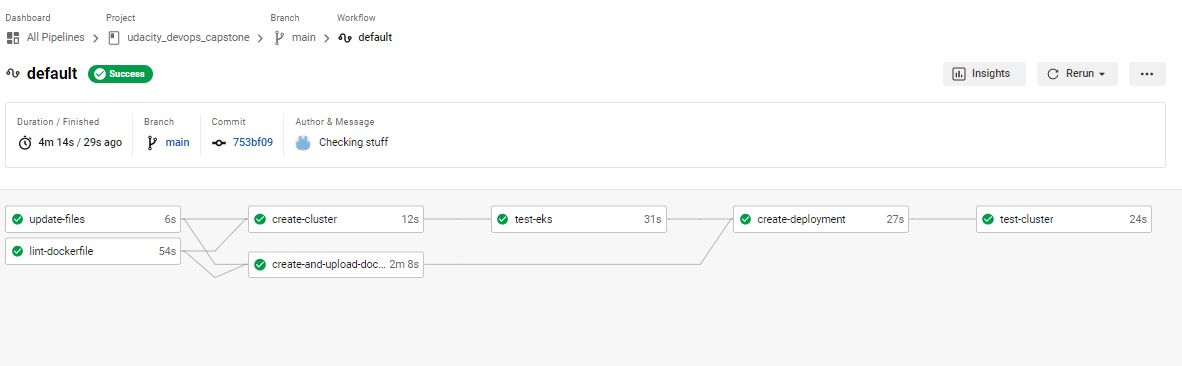 Dashboard Project Branch Workflow
All Pipelines udacity_devops_capstone main default
default Success Insights Rerun ...
Duration / Finished Branch Commit Author & Message
4m 14s / 29s ago main 753bf09 Checking stuff
update-files 6s create-cluster 12s test-eks 31s create-deployment 27s test-cluster 24s
lint-dockerfile 54s
create-and-upload-doc... 2m 8s